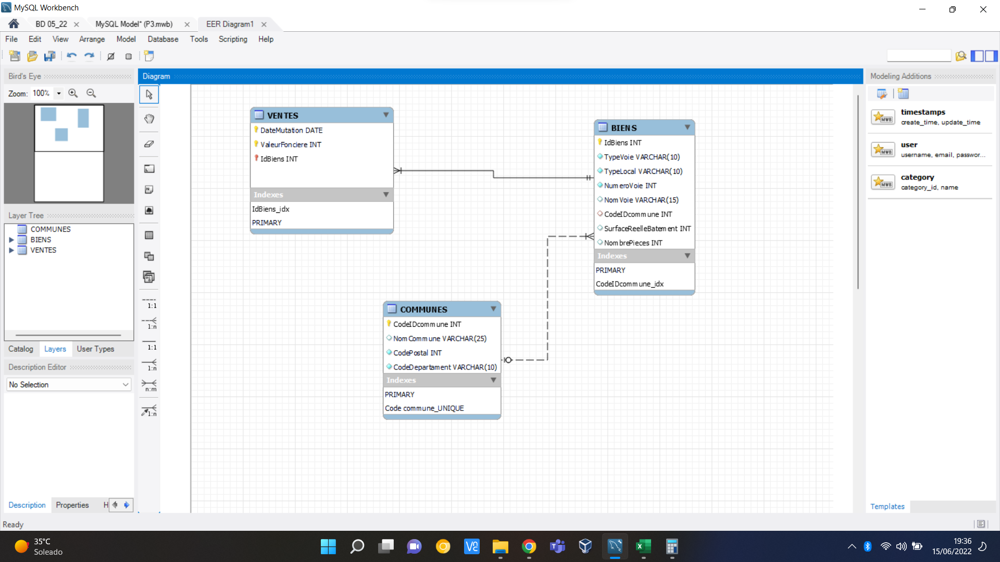 MySQL Workbench
BD 05_22
MySQL Model* (P3.mwb)
EER Diagram1
File Edit View Arrange Model Database Tools Scripting Help
Bird's Eye
Zoom: 100%
Layer Tree
COMMUNES
BIENS
VENTES
Catalog Layers User Types
Description Editor
No Selection
Description Properties H
Diagram
1:1
1:n
1:1
1:n
n:m
1:n
VENTES
DateMutation DATE
ValeurFonciere INT
IdBiens INT
Indexes
IdBiens_idx
PRIMARY
BIENS
IdBiens INT
TypeVoie VARCHAR(10)
TypeLocal VARCHAR(10)
NumeroVoie INT
NomVoie VARCHAR(15)
CodeIDcommune INT
SurfaceReelleBatement INT
NombrePieces INT
Indexes
PRIMARY
CodeIDcommune_idx
COMMUNES
CodeIDcommune INT
NomCommune VARCHAR(25)
CodePostal INT
CodeDepartament VARCHAR(10)
Indexes
PRIMARY
Code commune_UNIQUE
Modeling Additions
MWB
timestamps
create_time, update_time
MWB
user
username, email, passwor...
MWB
category
category_id, name
Templates
Ready
35°C
Soleado
19:36
15/06/2022